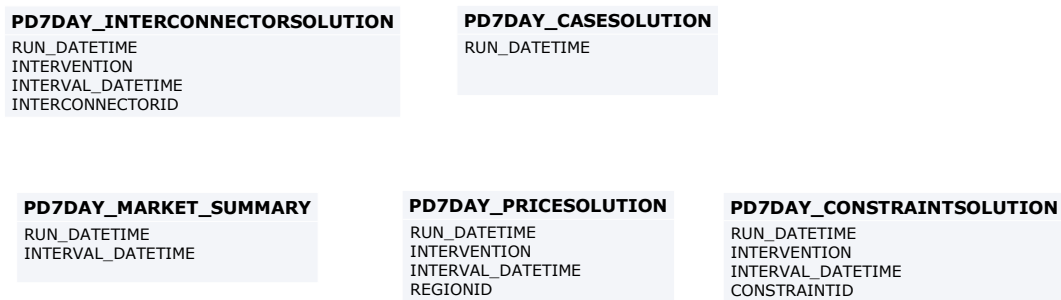 PD7DAY_INTERCONNECTORSOLUTION
RUN_DATETIME
INTERVENTION
INTERVAL_DATETIME
INTERCONNECTORID
PD7DAY_CASESOLUTION
RUN_DATETIME
PD7DAY_MARKET_SUMMARY
RUN_DATETIME
INTERVAL_DATETIME
PD7DAY_PRICESOLUTION
RUN_DATETIME
INTERVENTION
INTERVAL_DATETIME
REGIONID
PD7DAY_CONSTRAINTSOLUTION
RUN_DATETIME
INTERVENTION
INTERVAL_DATETIME
CONSTRAINTID